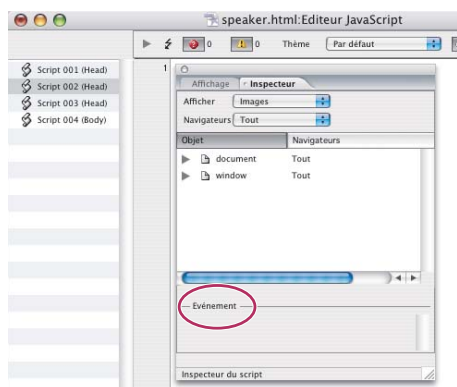 speaker.html:Editeur JavaScript
0 0 Thème Par défaut
Script 001 (Head)
Script 002 (Head)
Script 003 (Head)
Script 004 (Body)
1
Affichage Inspecteur
Afficher Images
Navigateurs Tout
Objet Navigateurs
document Tout
window Tout
Evénement
Inspecteur du script